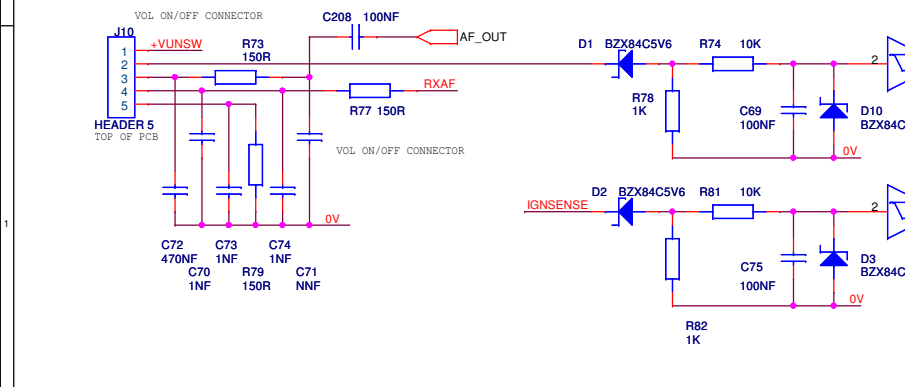 VOL ON/OFF CONNECTOR
C208 100NF
J10
+VUNSW
R73
150R
AF_OUT
1
2
3
4
5
RXAF
R77 150R
HEADER 5
TOP OF PCB
VOL ON/OFF CONNECTOR
0V
C72
470NF
C70
1NF
C73
1NF
R79
150R
C74
1NF
C71
NNF
D1 BZX84C5V6
R74 10K
2
R78
1K
C69
100NF
D10
BZX84C
0V
D2 BZX84C5V6
R81 10K
IGNSENSE
2
C75
100NF
D3
BZX84C
0V
R82
1K
1